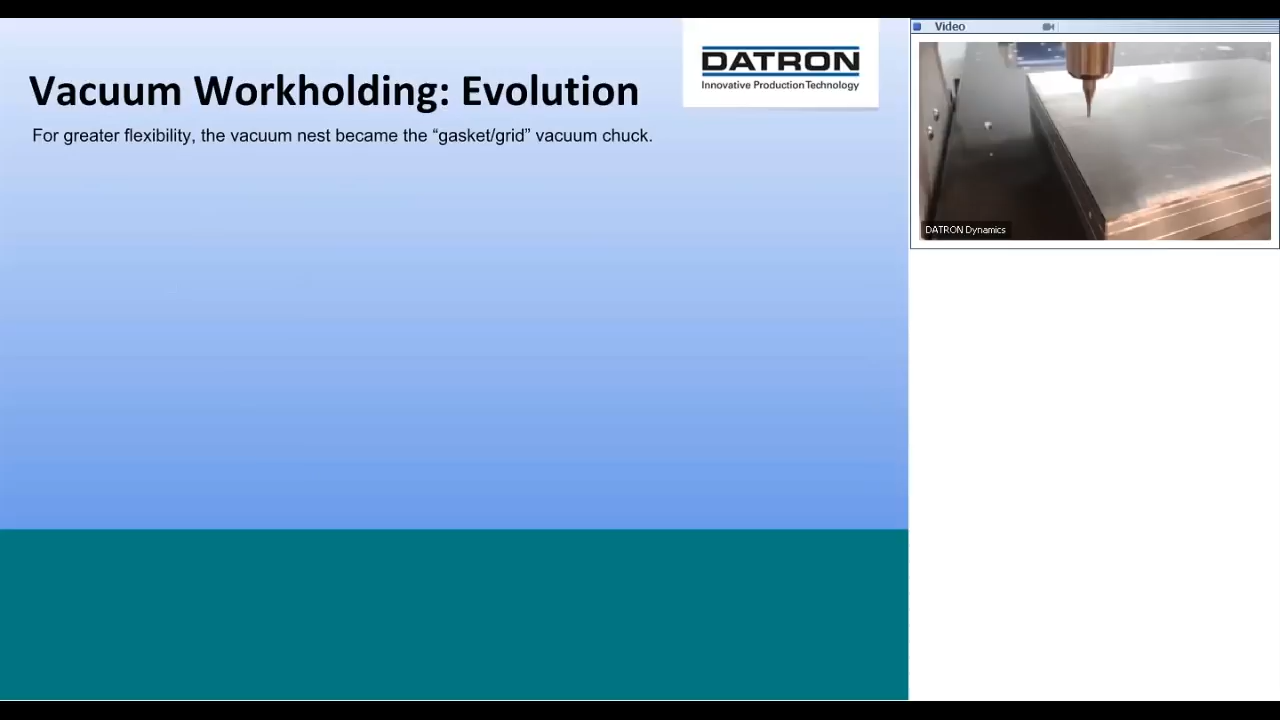 Vacuum Workholding: Evolution
For greater flexibility, the vacuum nest became the “gasket/grid” vacuum chuck.
DATRON
Innovative Production Technology
Video
DATRON Dynamics